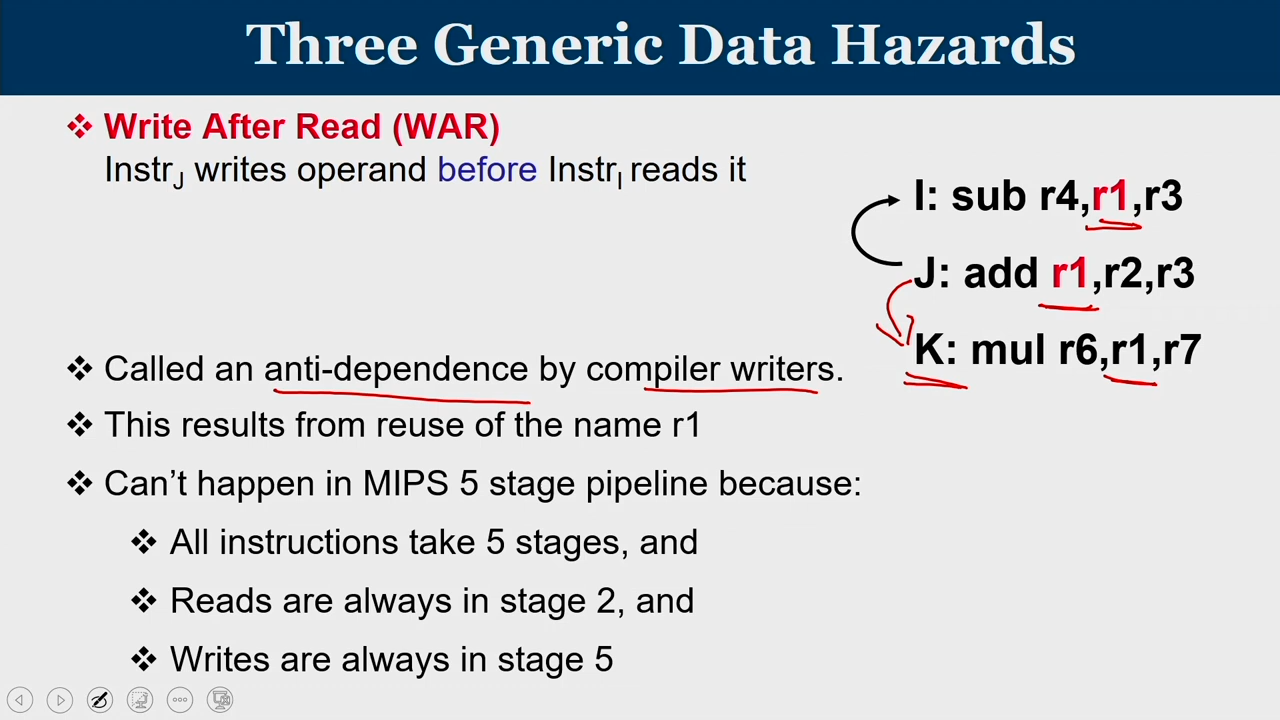 Three Generic Data Hazards
❖ Write After Read (WAR)
InstrJ writes operand before InstrI reads it
I: sub r4,r1,r3
J: add r1,r2,r3
K: mul r6,r1,r7
❖ Called an anti-dependence by compiler writers.
❖ This results from reuse of the name r1
❖ Can’t happen in MIPS 5 stage pipeline because:
❖ All instructions take 5 stages, and
❖ Reads are always in stage 2, and
❖ Writes are always in stage 5